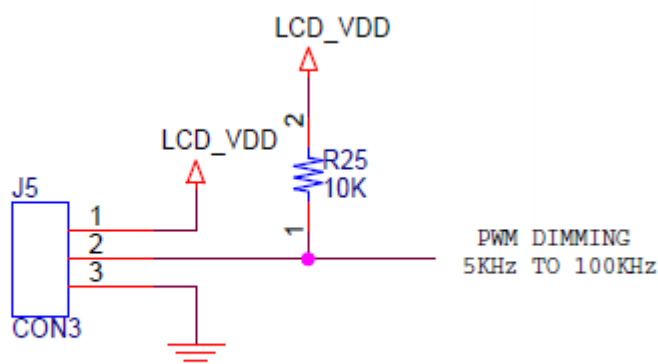 LCD_VDD
2
LCD_VDD
R25
10K
J5
1
2
3
1
PWM DIMMING
5KHz TO 100KHz
CON3